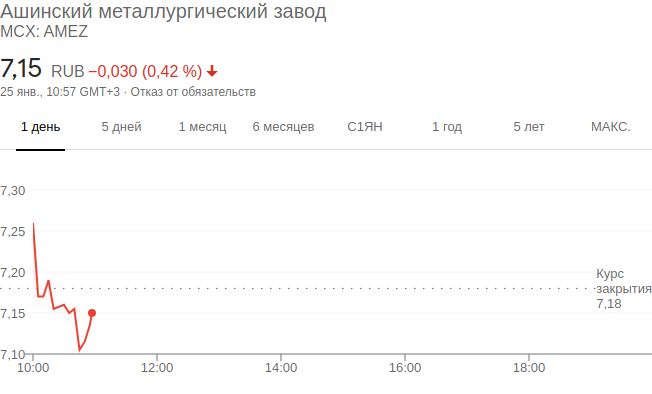 Ашинский металлургический завод
MCX: AMEZ
7,15 RUB −0,030 (0,42 %)
25 янв., 10:57 GMT+3 · Отказ от обязательств
1 день 5 дней 1 месяц 6 месяцев С1ЯН 1 год 5 лет МАКС.
7,30
7,25
7,20
Курс
закрытия
7,18
7,15
7,10
10:00 12:00 14:00 16:00 18:00